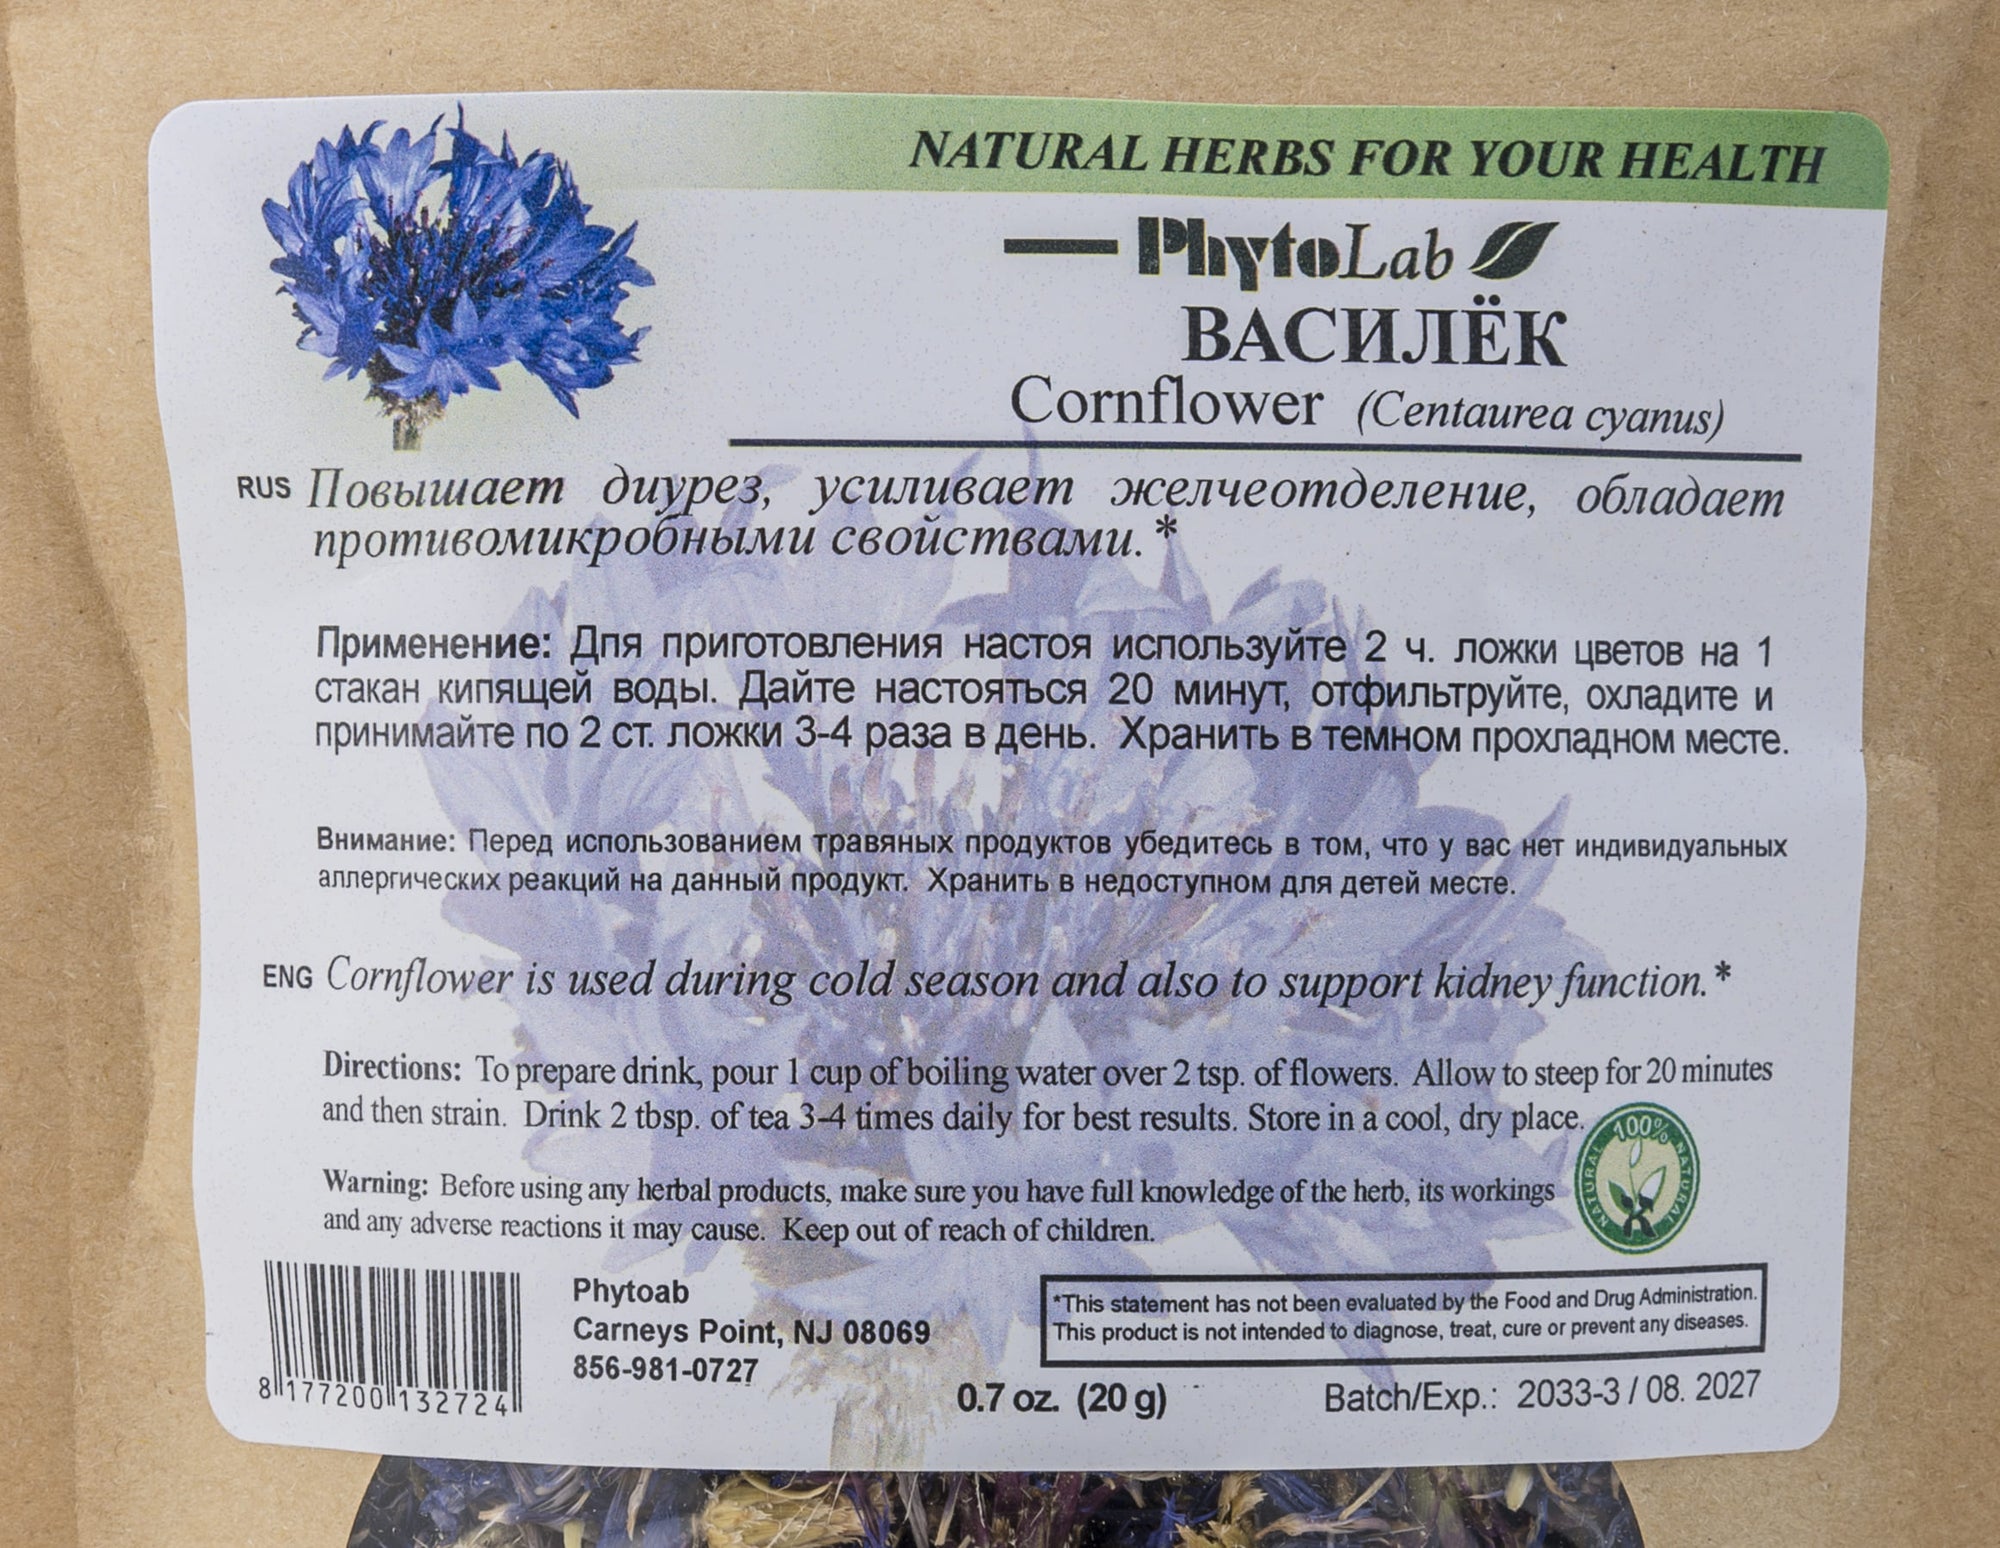 NATURAL HERBS FOR YOUR HEALTH
PhytoLab
ВАСИЛЁК
Cornflower (Centaurea cyanus)
RUS Повышает диурез, усиливает желчеотделение, обладает
противомикробными свойствами.*
Применение: Дпя приготовления настоя используйте 2 ч. ложки цветов на 1
стакан кипящей воды. Дайте настояться 20 минут, отфильтруйте, охладите и
принимайте по 2 ст. ложки 3-4 раза в день. Хранить в темном прохладном месте.
Внимание: Перед использованием травяных продуктов убедитесь в том, что у вас нет индивидуальных
аллергических реакций на данный продукт. Хранить в недоступном для детей месте.
ENG Cornflower is used during cold season and also to support kidney function.*
Directions: To prepare drink, pour 1 cup of boiling water over 2 tsp. of flowers. Allow to steep for 20 minutes
and then strain. Drink 2 tbsp. of tea 3-4 times daily for best results. Store in a cool, dry place.
100% NATURAL NATURAL
Warning: Before using any herbal products, make sure you have full knowledge of the herb, its workings
and any adverse reactions it may cause. Keep out of reach of children.
Phytoab
Carneys Point, NJ 08069
856-981-0727
*This statement has not been evaluated by the Food and Drug Administration.
This product is not intended to diagnose, treat, cure or prevent any diseases.
8 177200 132724
0.7 oz. (20 g)
Batch/Exp.: 2033-3 / 08. 2027